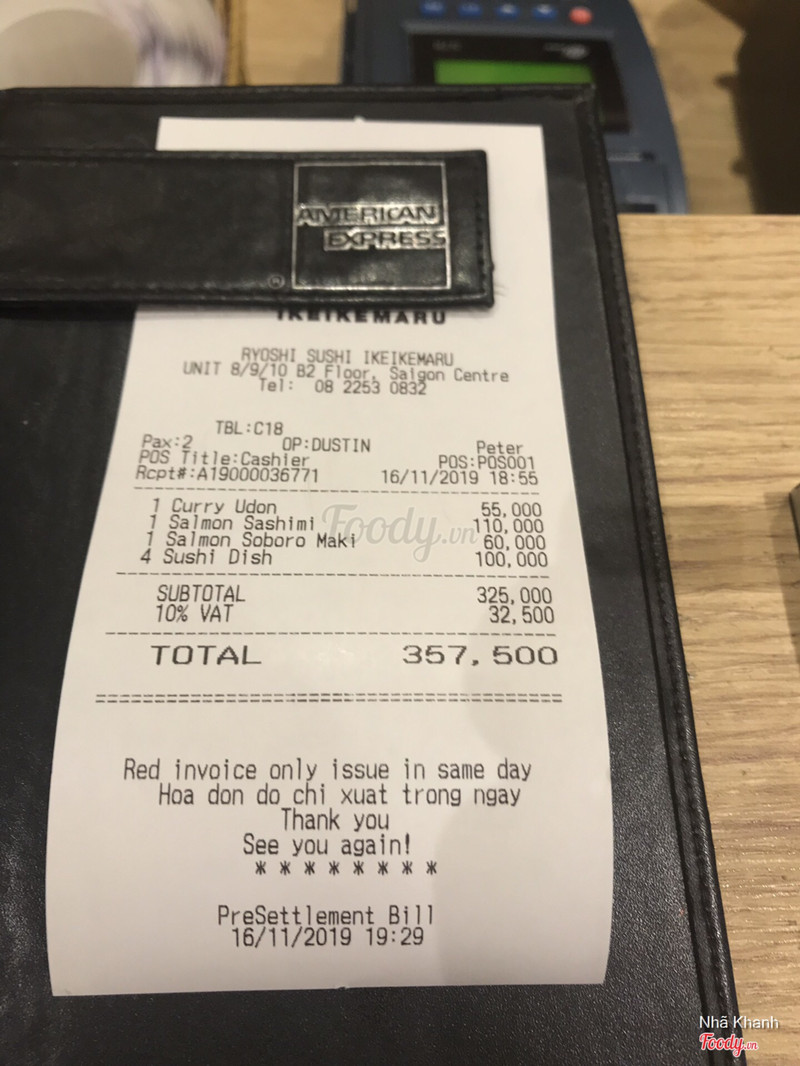 AMERICAN
EXPRESS
®
IKEIKEMARU
RYOSHI SUSHI IKEIKEMARU
UNIT 8/9/10 B2 Floor, Saigon Centre
Tel: 08 2253 0832
TBL:C18
Pax:2 OP:DUSTIN Peter
POS Title:Cashier POS:POS001
Rcpt#:A19000036771 16/11/2019 18:55
1 Curry Udon 55,000
1 Salmon Sashimi 110,000
1 Salmon Soboro Maki 60,000
4 Sushi Dish 100,000
Foody.vn
SUBTOTAL 325,000
10% VAT 32,500
TOTAL 357,500
Red invoice only issue in same day
Hoa don do chi xuat trong ngay
Thank you
See you again!
* * * * * * * *
PreSettlement Bill
16/11/2019 19:29
Nhã Khanh
Foody.vn